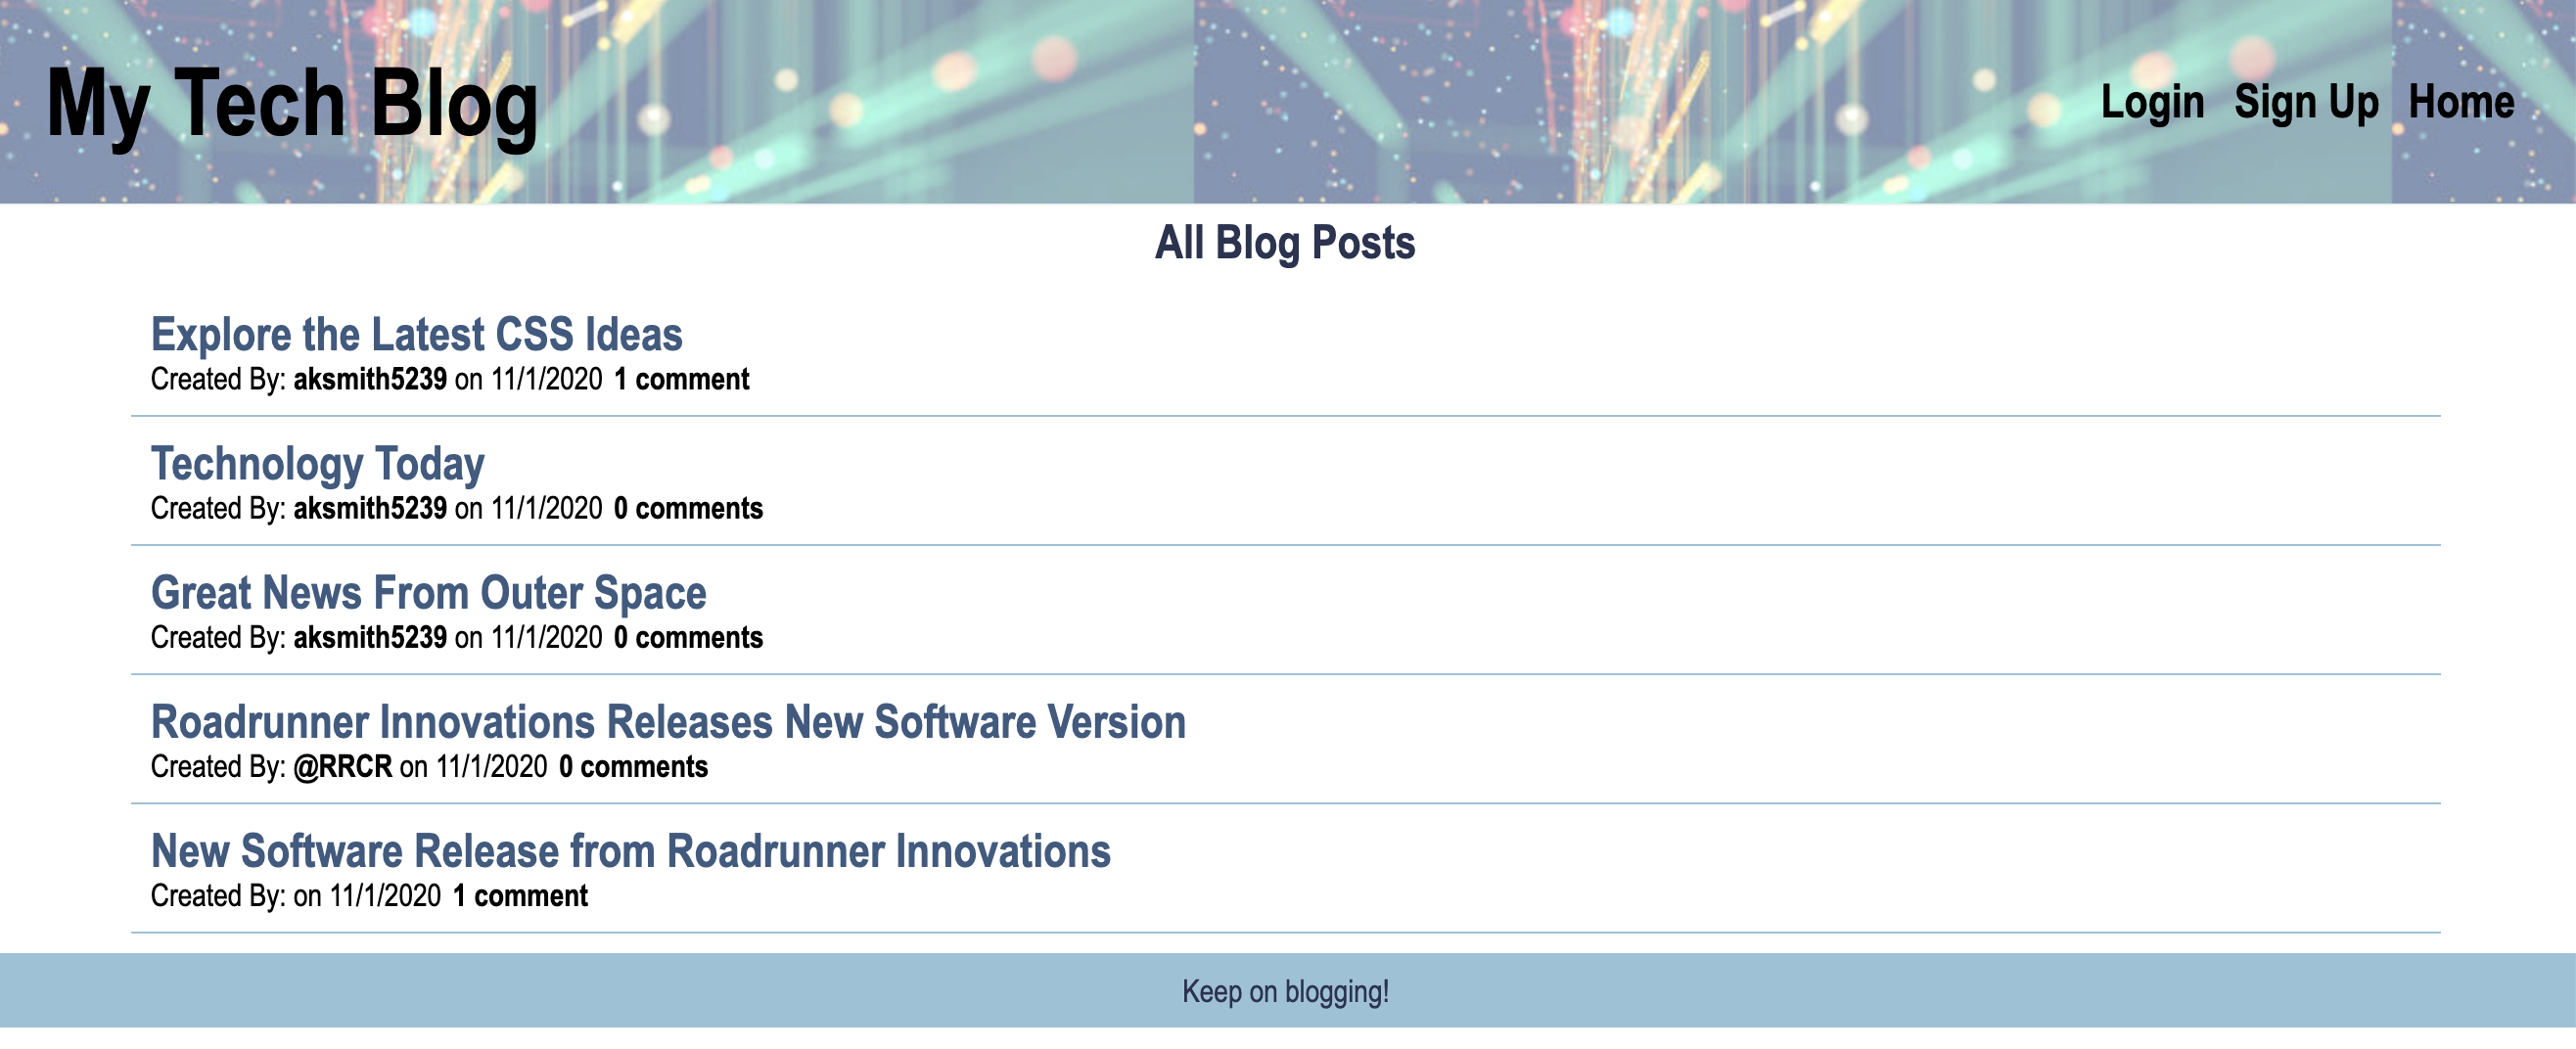 My Tech Blog
Login Sign Up Home
All Blog Posts
Explore the Latest CSS Ideas
Created By: aksmith5239 on 11/1/2020 1 comment
Technology Today
Created By: aksmith5239 on 11/1/2020 0 comments
Great News From Outer Space
Created By: aksmith5239 on 11/1/2020 0 comments
Roadrunner Innovations Releases New Software Version
Created By: @RRCR on 11/1/2020 0 comments
New Software Release from Roadrunner Innovations
Created By: on 11/1/2020 1 comment
Keep on blogging!